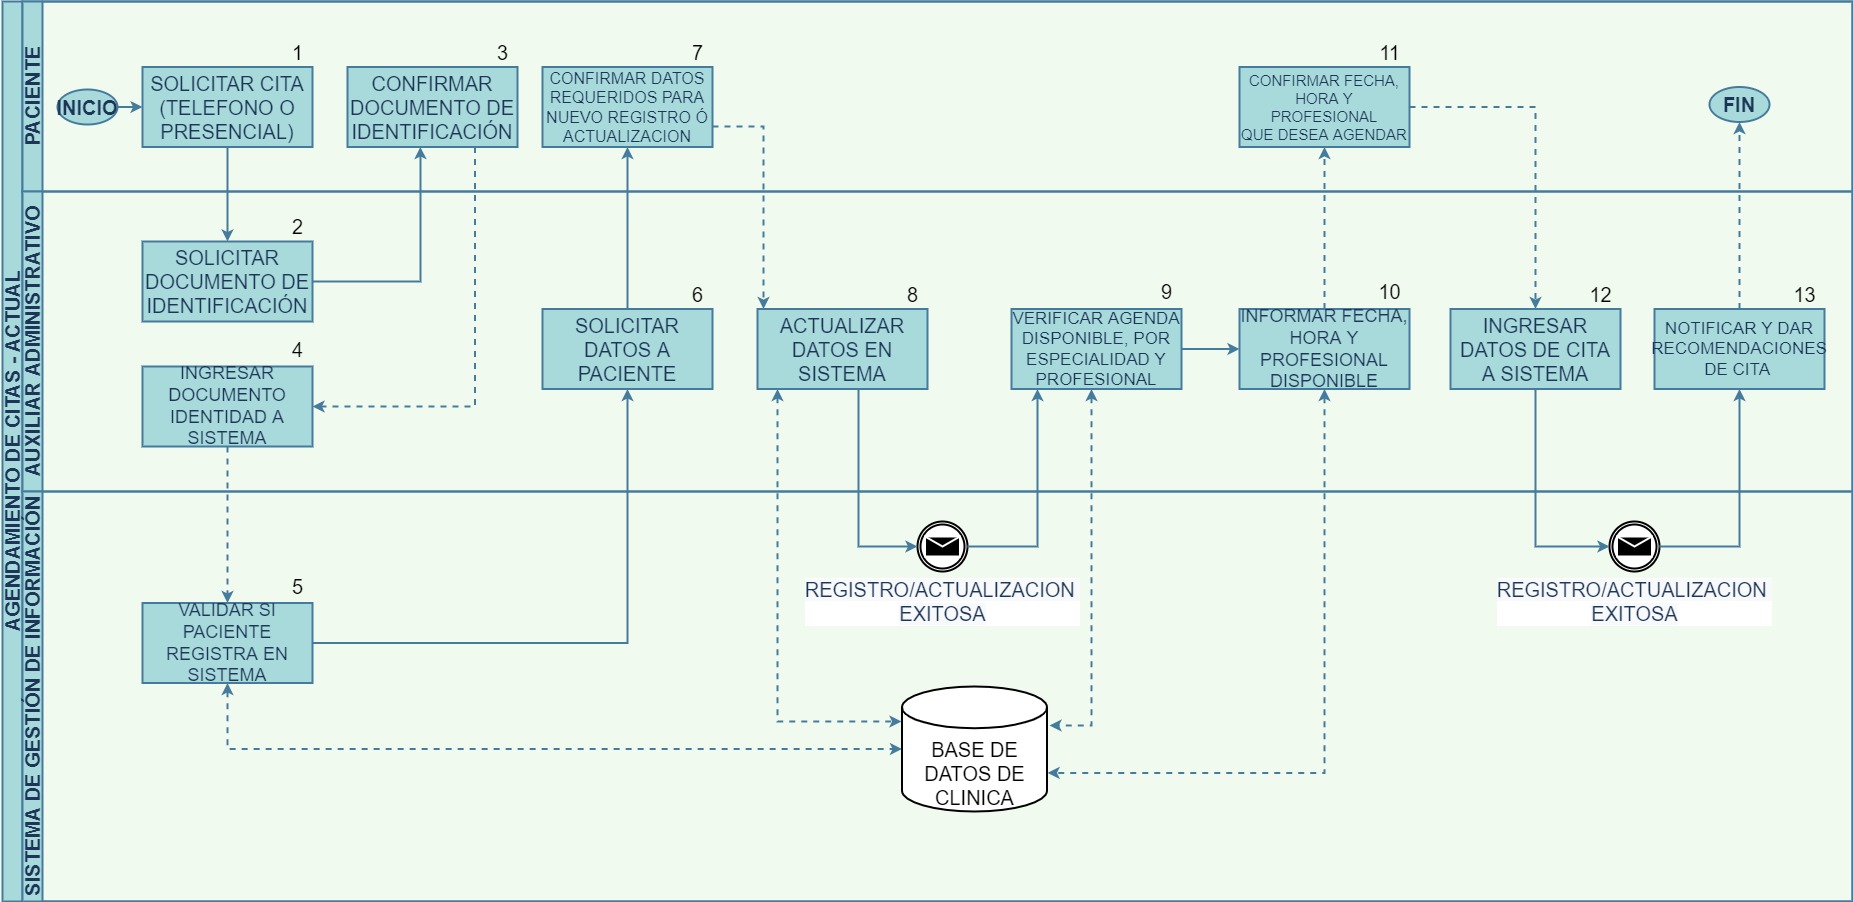 AGENDAMIENTO DE CITAS - ACTUAL
PACIENTE
INICIO
1
SOLICITAR CITA
(TELEFONO O
PRESENCIAL)
3
CONFIRMAR
DOCUMENTO DE
IDENTIFICACIÓN
7
CONFIRMAR DATOS
REQUERIDOS PARA
NUEVO REGISTRO Ó
ACTUALIZACION
11
CONFIRMAR FECHA,
HORA Y
PROFESIONAL
QUE DESEA AGENDAR
FIN
AUXILIAR ADMINISTRATIVO
2
SOLICITAR
DOCUMENTO DE
IDENTIFICACIÓN
4
INGRESAR
DOCUMENTO
IDENTIDAD A
SISTEMA
6
SOLICITAR
DATOS A
PACIENTE
8
ACTUALIZAR
DATOS EN
SISTEMA
9
VERIFICAR AGENDA
DISPONIBLE, POR
ESPECIALIDAD Y
PROFESIONAL
10
INFORMAR FECHA,
HORA Y
PROFESIONAL
DISPONIBLE
12
INGRESAR
DATOS DE CITA
A SISTEMA
13
NOTIFICAR Y DAR
RECOMENDACIONES
DE CITA
SISTEMA DE GESTIÓN DE INFORMACIÓN
5
VALIDAR SI
PACIENTE
REGISTRA EN
SISTEMA
REGISTRO/ACTUALIZACION
EXITOSA
REGISTRO/ACTUALIZACION
EXITOSA
BASE DE
DATOS DE
CLINICA